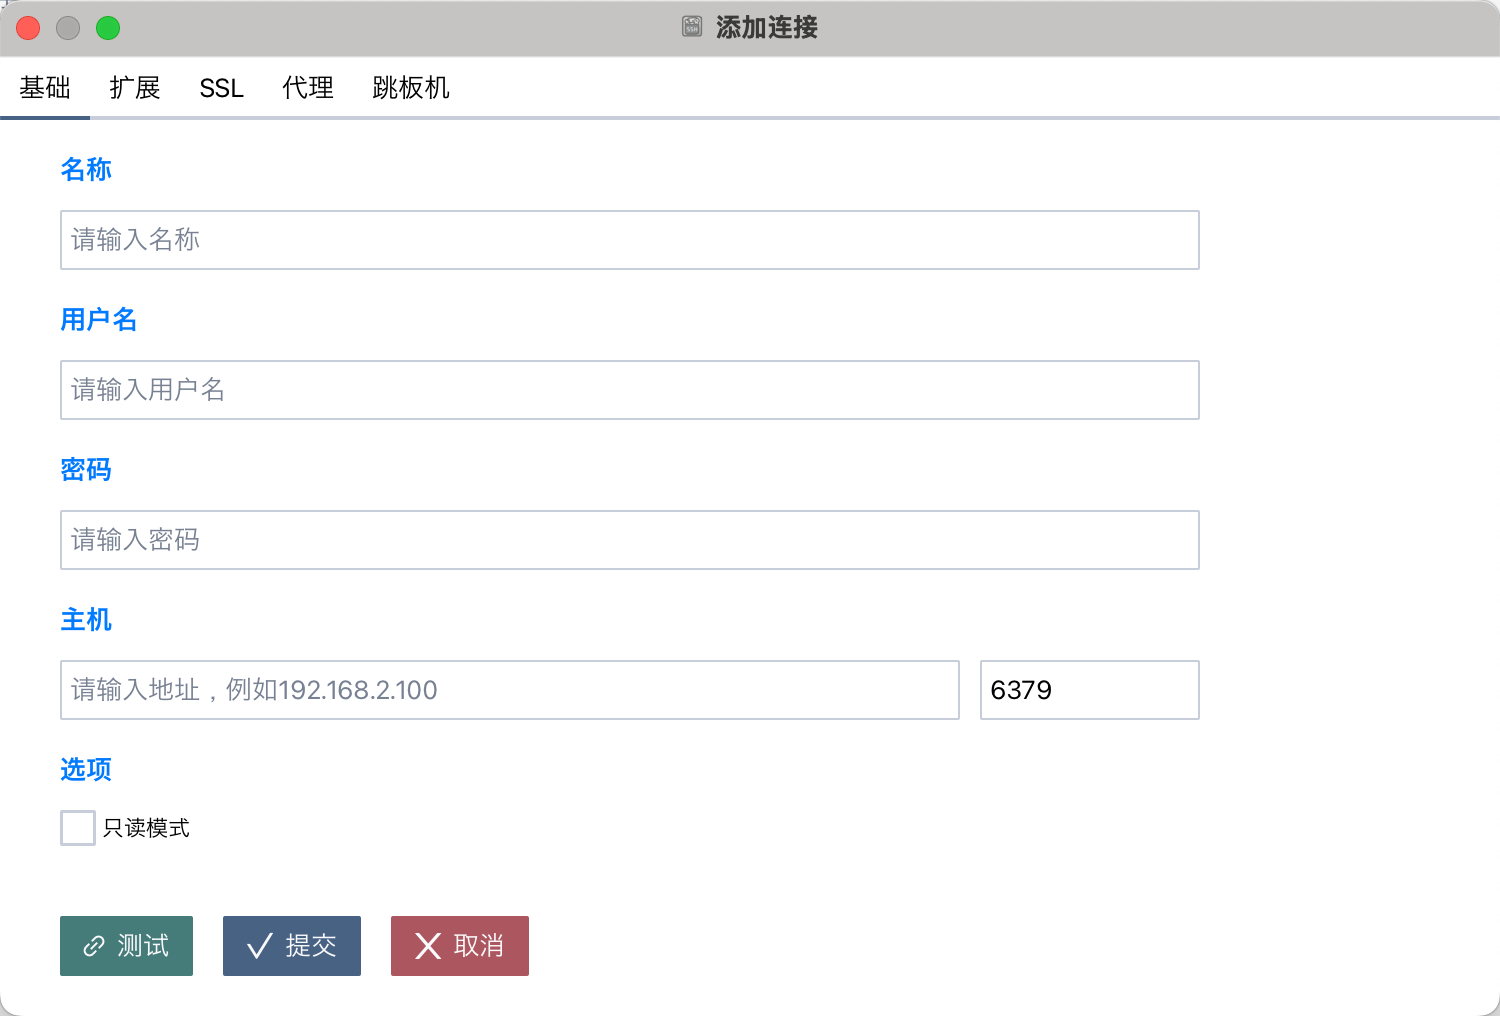 添加连接
基础 扩展 SSL 代理 跳板机
名称
请输入名称
用户名
请输入用户名
密码
请输入密码
主机
请输入地址，例如192.168.2.100 6379
选项
只读模式
测试 提交 取消